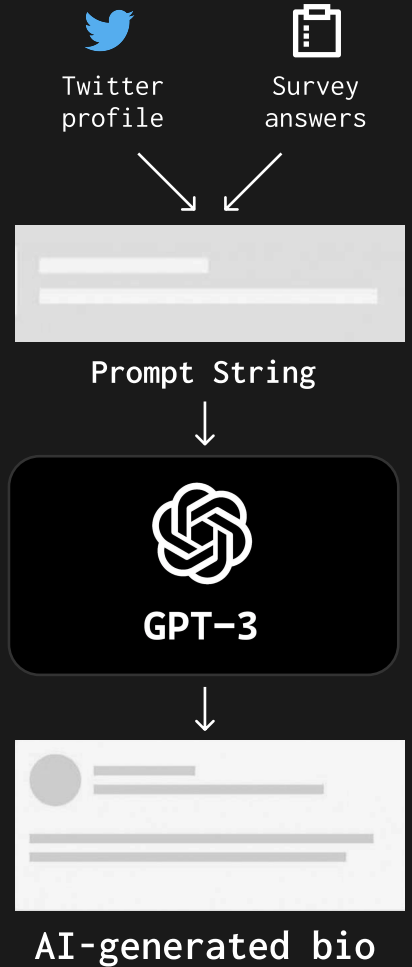 Twitter
profile
Survey
answers
Prompt String
GPT-3
AI-generated bio